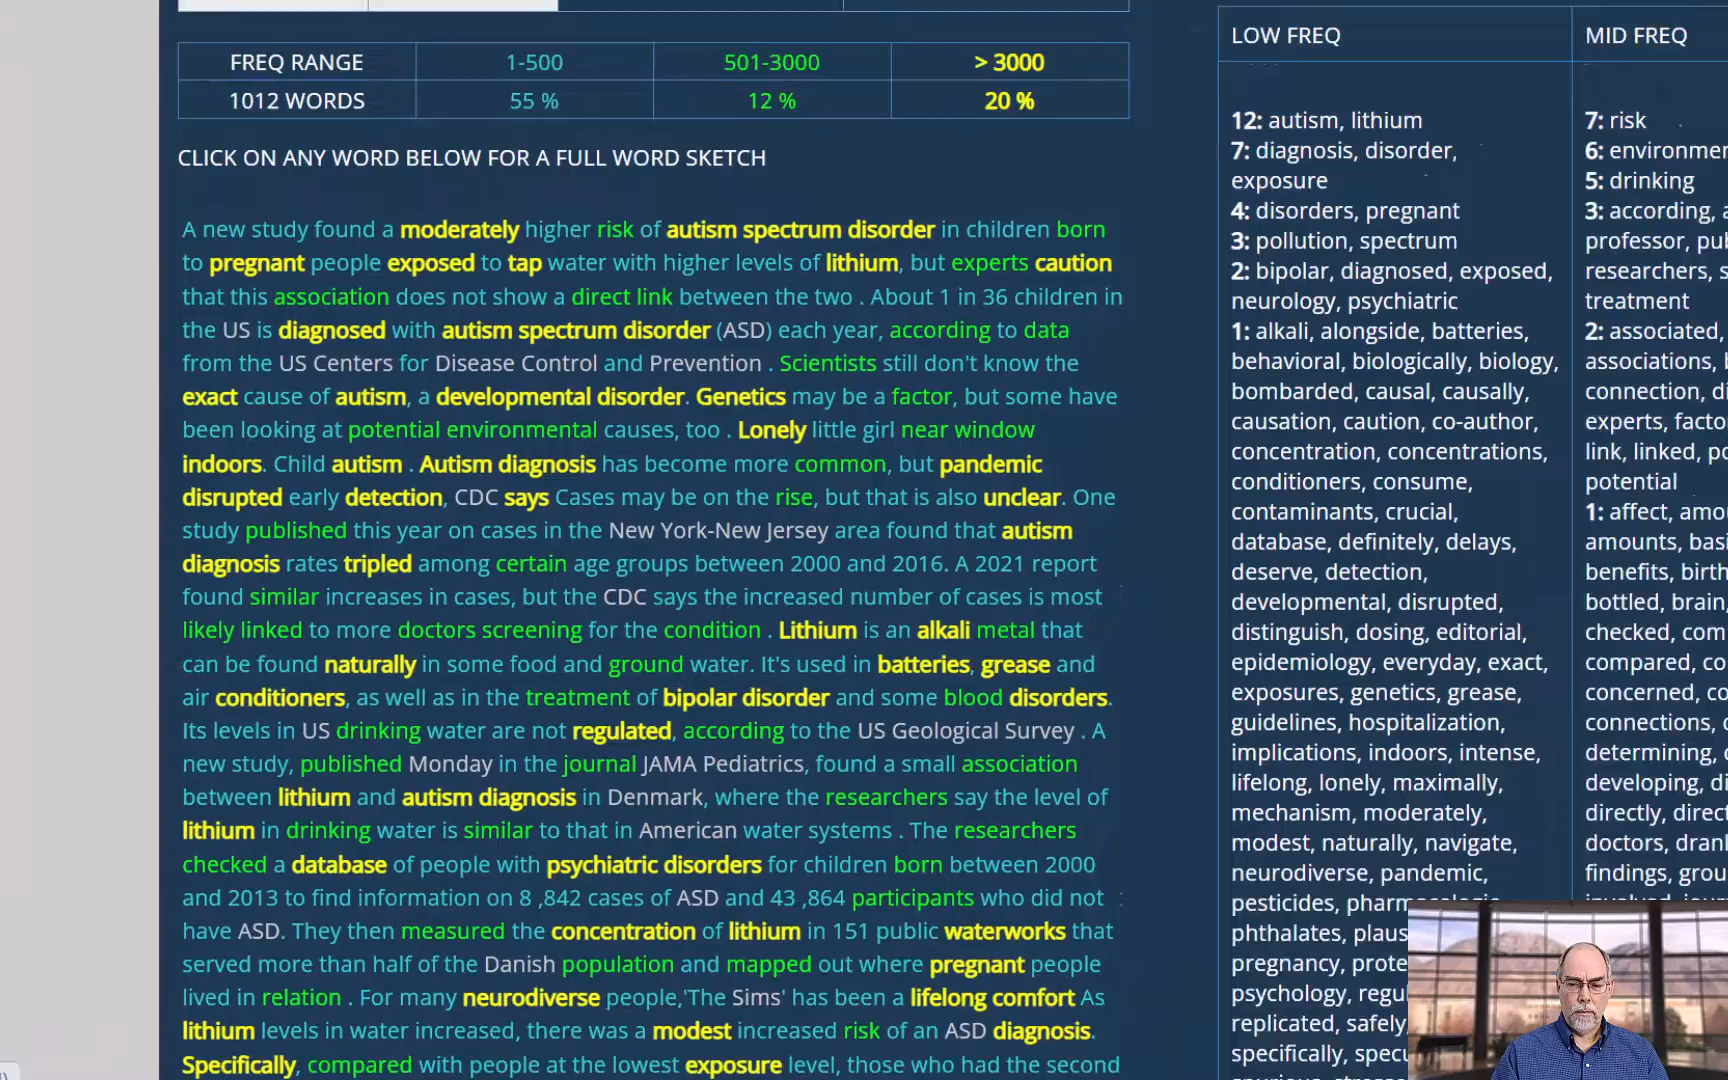 FREQ RANGE 1-500 501-3000 > 3000
1012 WORDS 55 % 12 % 20 %
CLICK ON ANY WORD BELOW FOR A FULL WORD SKETCH
A new study found a moderately higher risk of autism spectrum disorder in children born
to pregnant people exposed to tap water with higher levels of lithium, but experts caution
that this association does not show a direct link between the two . About 1 in 36 children in
the US is diagnosed with autism spectrum disorder (ASD) each year, according to data
from the US Centers for Disease Control and Prevention . Scientists still don't know the
exact cause of autism, a developmental disorder. Genetics may be a factor, but some have
been looking at potential environmental causes, too . Lonely little girl near window
indoors. Child autism . Autism diagnosis has become more common, but pandemic
disrupted early detection, CDC says Cases may be on the rise, but that is also unclear. One
study published this year on cases in the New York-New Jersey area found that autism
diagnosis rates tripled among certain age groups between 2000 and 2016. A 2021 report
found similar increases in cases, but the CDC says the increased number of cases is most
likely linked to more doctors screening for the condition . Lithium is an alkali metal that
can be found naturally in some food and ground water. It's used in batteries, grease and
air conditioners, as well as in the treatment of bipolar disorder and some blood disorders.
Its levels in US drinking water are not regulated, according to the US Geological Survey . A
new study, published Monday in the journal JAMA Pediatrics, found a small association
between lithium and autism diagnosis in Denmark, where the researchers say the level of
lithium in drinking water is similar to that in American water systems . The researchers
checked a database of people with psychiatric disorders for children born between 2000
and 2013 to find information on 8 ,842 cases of ASD and 43 ,864 participants who did not
have ASD. They then measured the concentration of lithium in 151 public waterworks that
served more than half of the Danish population and mapped out where pregnant people
lived in relation . For many neurodiverse people,'The Sims' has been a lifelong comfort As
lithium levels in water increased, there was a modest increased risk of an ASD diagnosis.
Specifically, compared with people at the lowest exposure level, those who had the second
LOW FREQ
12: autism, lithium
7: diagnosis, disorder,
exposure
4: disorders, pregnant
3: pollution, spectrum
2: bipolar, diagnosed, exposed,
neurology, psychiatric
1: alkali, alongside, batteries,
behavioral, biologically, biology,
bombarded, causal, causally,
causation, caution, co-author,
concentration, concentrations,
conditioners, consume,
contaminants, crucial,
database, definitely, delays,
deserve, detection,
developmental, disrupted,
distinguish, dosing, editorial,
epidemiology, everyday, exact,
exposures, genetics, grease,
guidelines, hospitalization,
implications, indoors, intense,
lifelong, lonely, maximally,
mechanism, moderately,
modest, naturally, navigate,
neurodiverse, pandemic,
pesticides,
phthalates,
pregnancy,
psychology,
replicated, safely,
specifically,
MID FREQ
7: risk
6:
5: drinking
3: according,
professor,
researchers,
treatment
2: associated,
associations,
connection,
experts,
link, linked,
potential
1: affect,
amounts,
benefits,
bottled, brain,
checked,
compared,
concerned,
connections,
determining,
developing,
directly,
doctors,
findings,